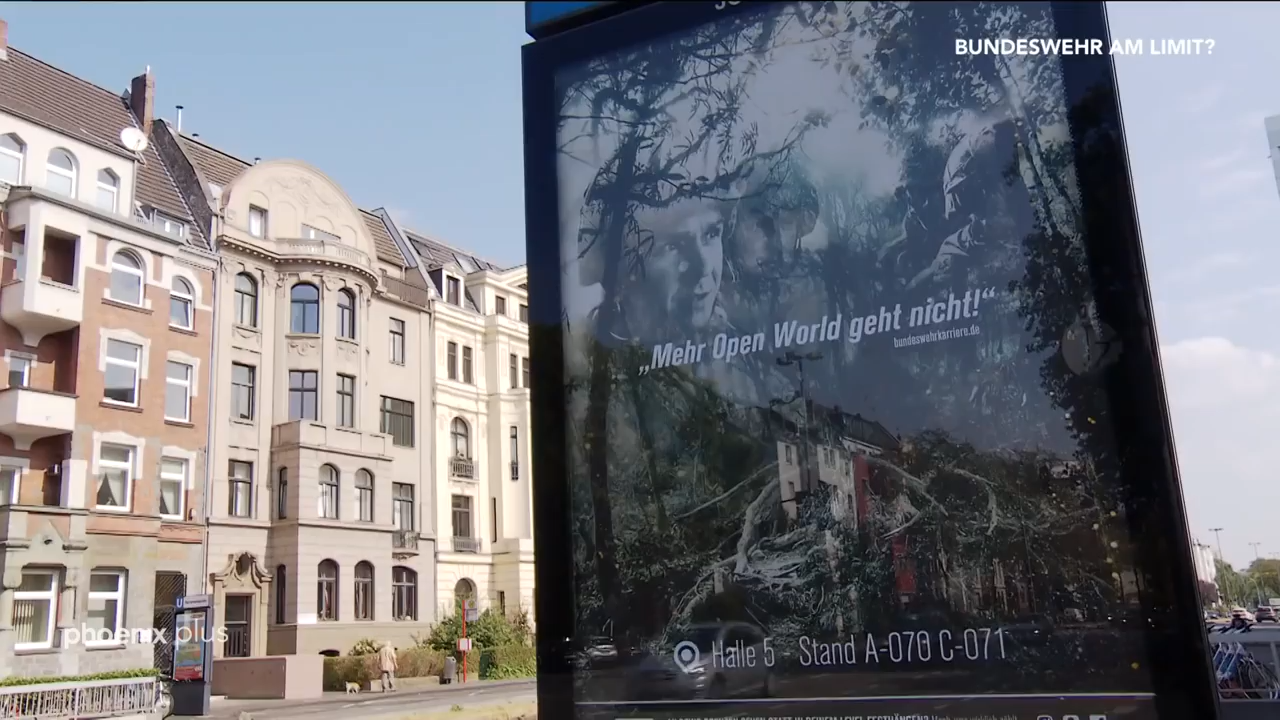 BUNDESWEHR AM LIMIT?
„Mehr Open World geht nicht!“
bundeswehrkarriere.de
Halle 5 - Stand A-070 C-071
phoenix plus
U